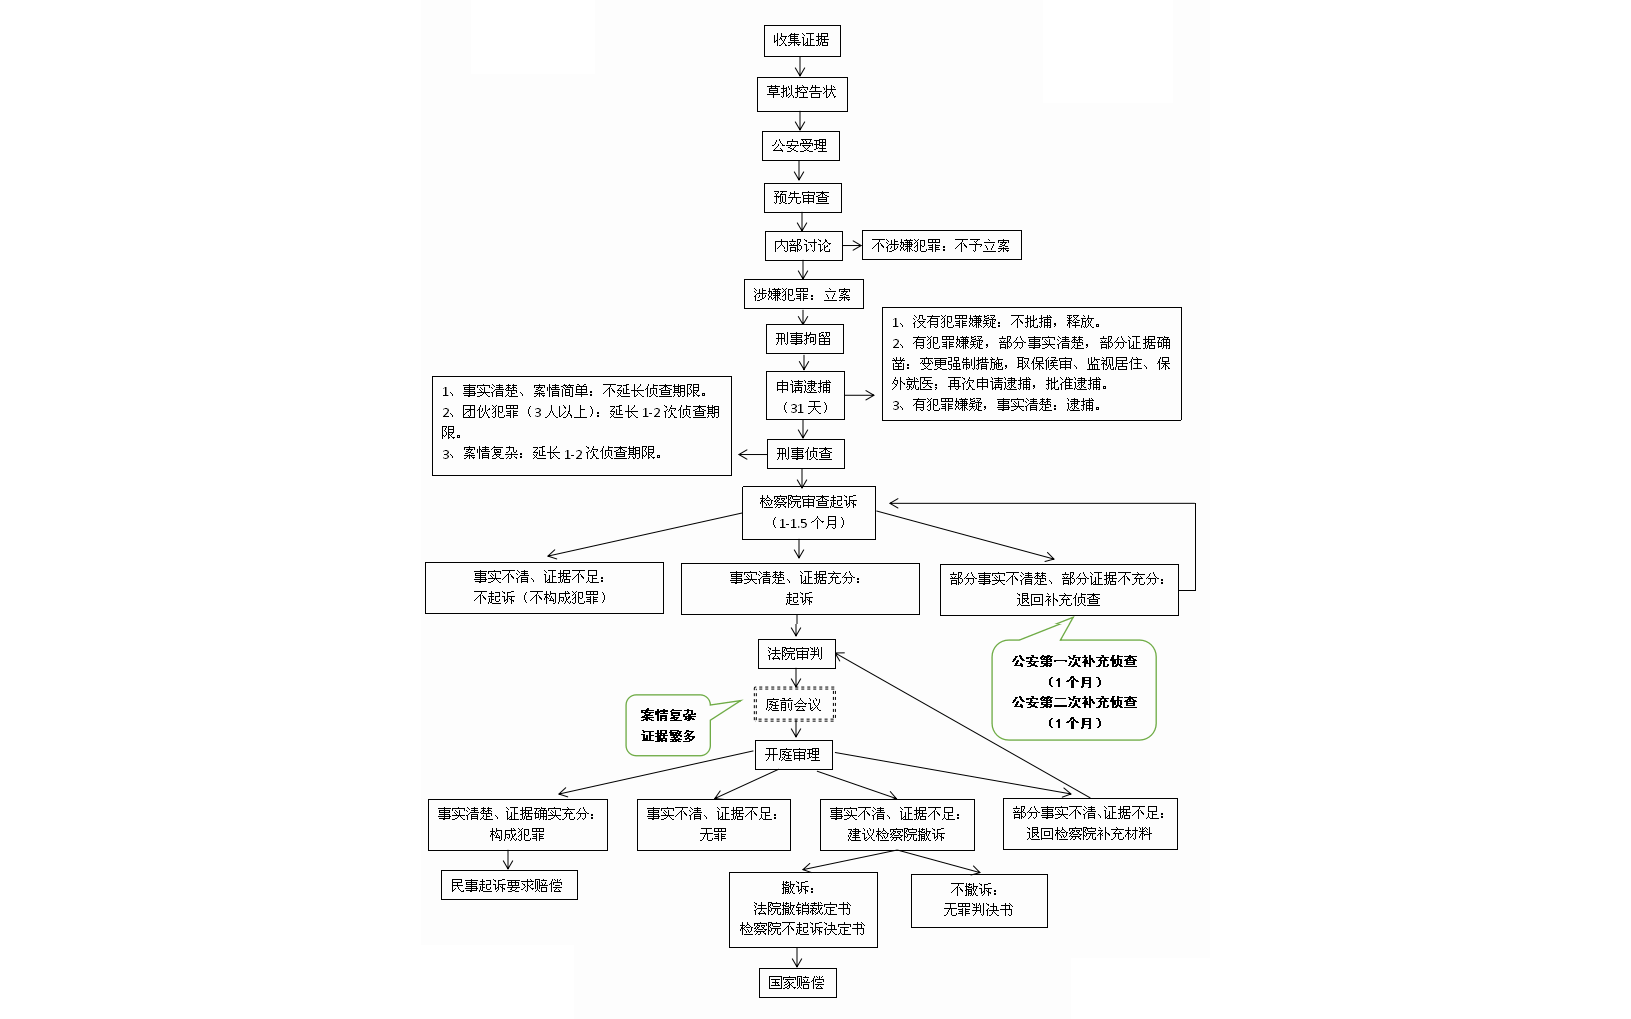 收集证据
草拟控告状
公安受理
预先审查
内部讨论
不涉嫌犯罪：不予立案
涉嫌犯罪：立案
刑事拘留
1、没有犯罪嫌疑：不批捕，释放。
2、有犯罪嫌疑，部分事实清楚，部分证据确
凿：变更强制措施，取保候审、监视居住、保
外就医；再次申请逮捕，批准逮捕。
3、有犯罪嫌疑，事实清楚：逮捕。
申请逮捕
（31天）
1、事实清楚、案情简单：不延长侦查期限。
2、团伙犯罪（3人以上）：延长1-2次侦查期
限。
3、案情复杂：延长1-2次侦查期限。
刑事侦查
检察院审查起诉
（1-1.5个月）
事实不清、证据不足：
不起诉（不构成犯罪）
事实清楚、证据充分：
起诉
部分事实不清楚、部分证据不充分：
退回补充侦查
公安第一次补充侦查
（1个月）
公安第二次补充侦查
（1个月）
法院审判
庭前会议
案情复杂
证据繁多
开庭审理
事实清楚、证据确实充分：
构成犯罪
事实不清、证据不足：
无罪
事实不清、证据不足：
建议检察院撤诉
部分事实不清、证据不足：
退回检察院补充材料
民事起诉要求赔偿
撤诉：
法院撤销裁定书
检察院不起诉决定书
不撤诉：
无罪判决书
国家赔偿